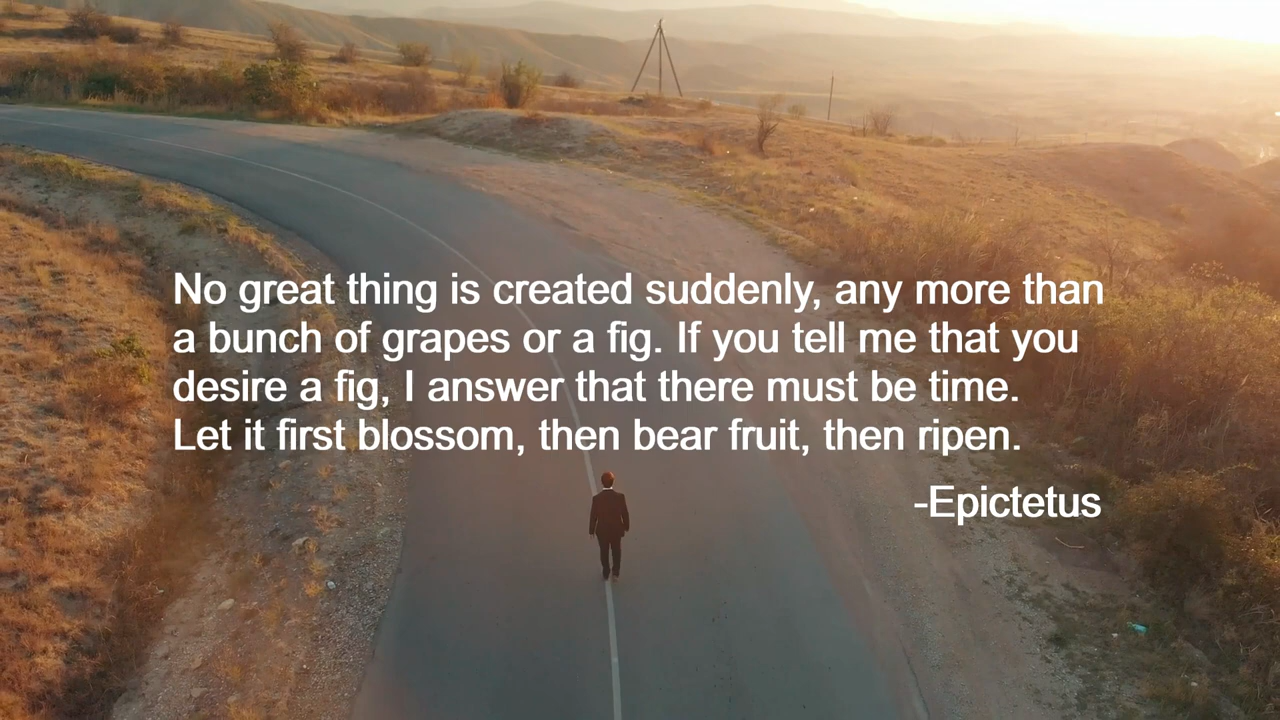 No great thing is created suddenly, any more than
a bunch of grapes or a fig. If you tell me that you
desire a fig, I answer that there must be time.
Let it first blossom, then bear fruit, then ripen.
-Epictetus